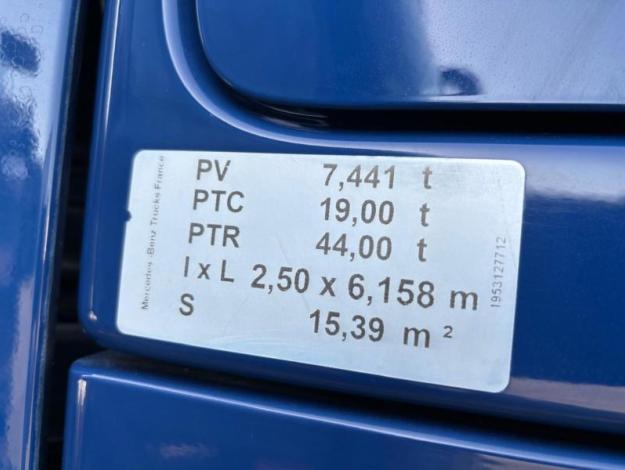 PV 7,441 t
PTC 19,00 t
PTR 44,00 t
l x L 2,50 x 6,158 m
S 15,39 m²
Mercedes-Benz Trucks France
1953127712